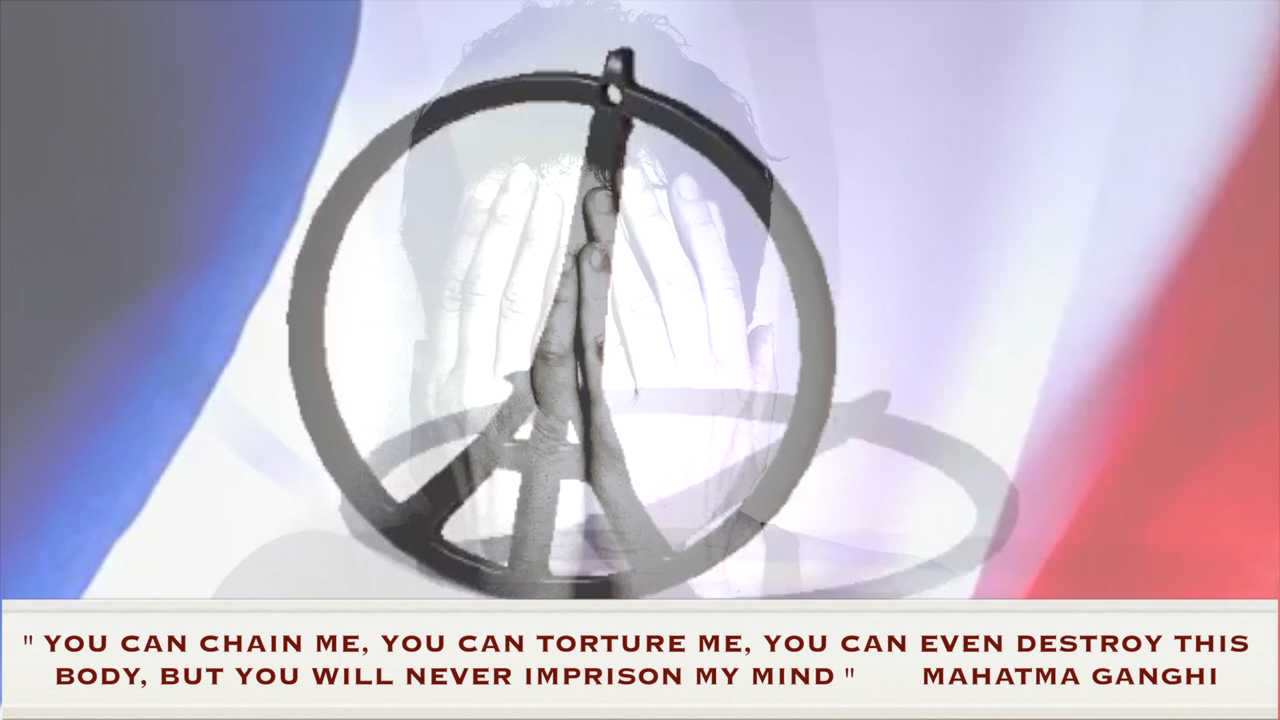 " YOU CAN CHAIN ME, YOU CAN TORTURE ME, YOU CAN EVEN DESTROY THIS
BODY, BUT YOU WILL NEVER IMPRISON MY MIND " MAHATMA GANGHI